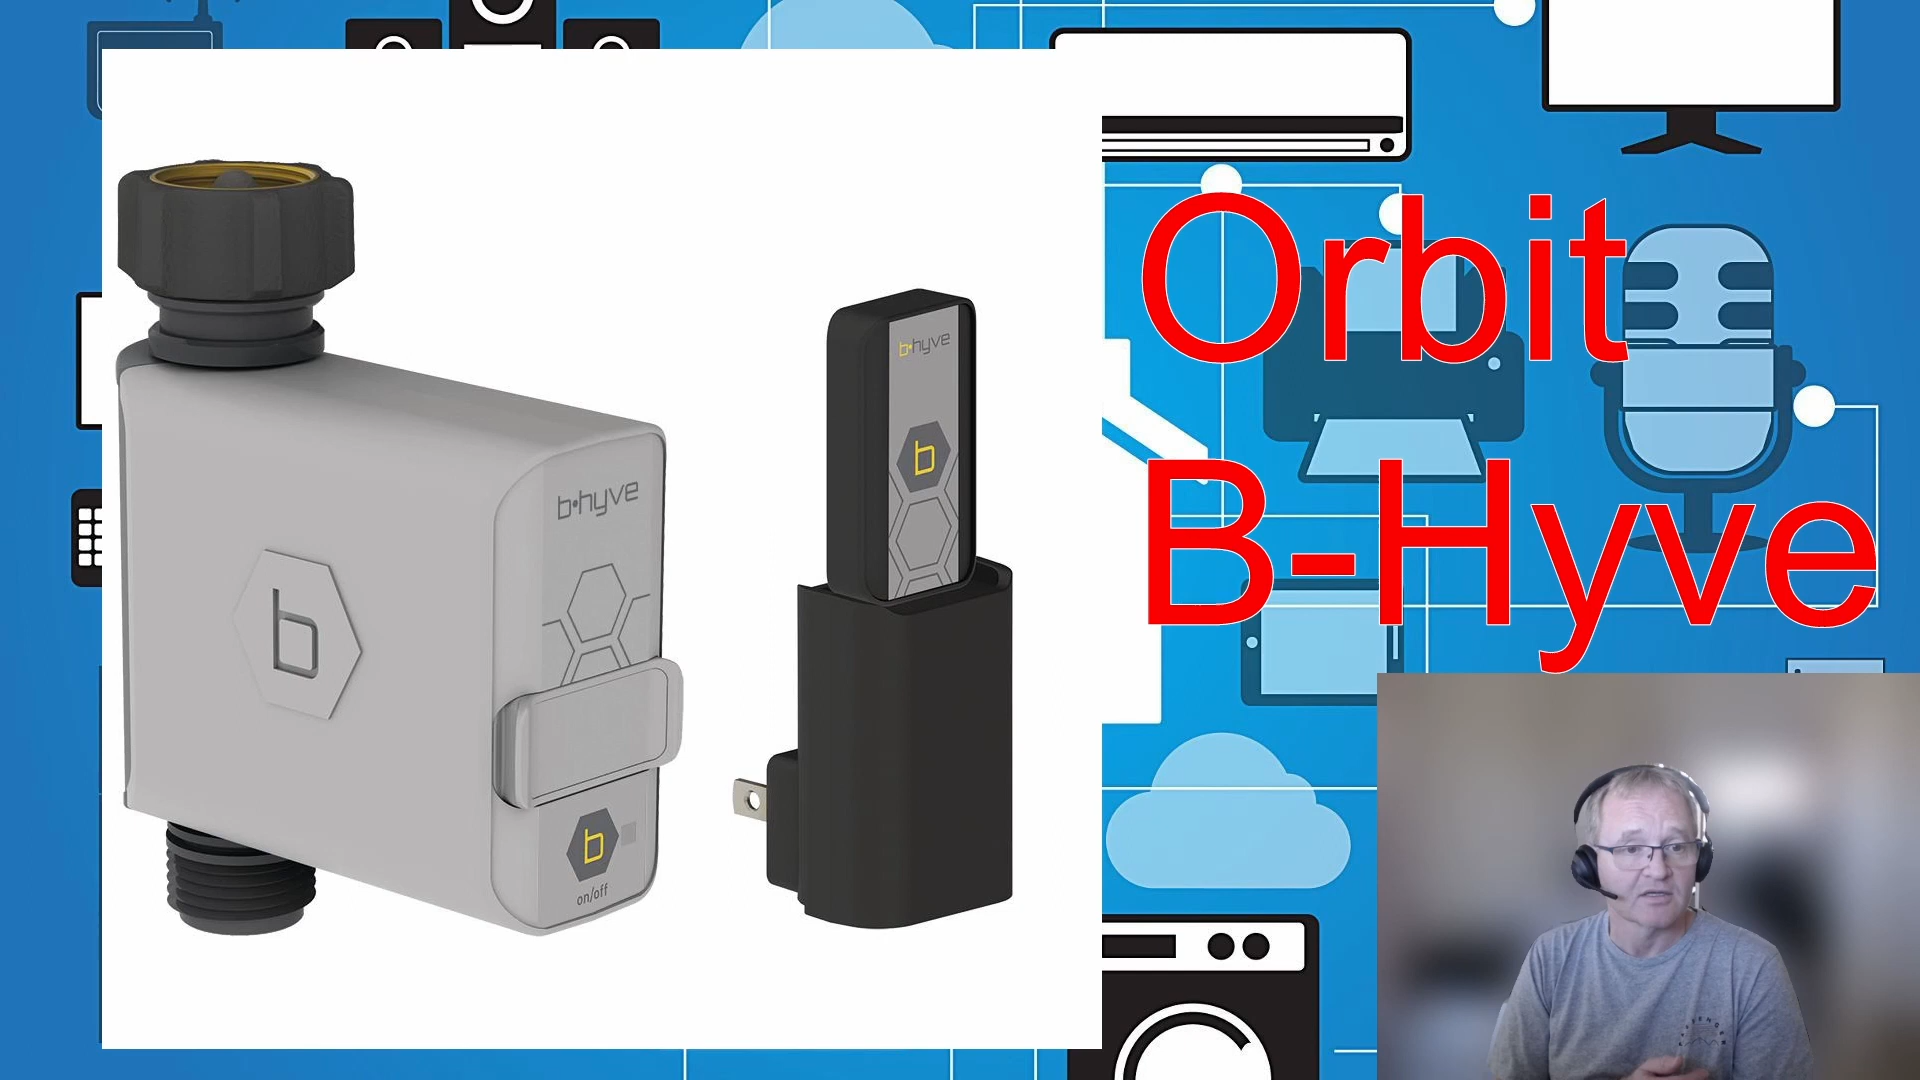 Orbit
B-Hyve
b•hyve
b
b
on/off
b•hyve
b